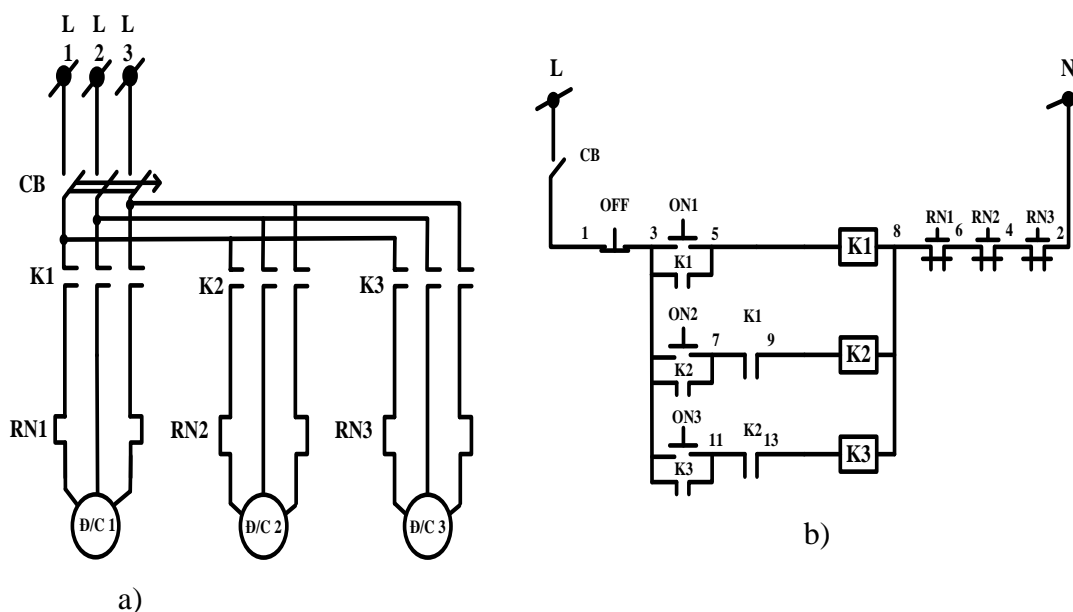 L L L
1 2 3
CB
K1 K2 K3
RN1 RN2 RN3
Đ/C 1 Đ/C 2 Đ/C 3
a)
L N
CB
OFF ON1 RN1 RN2 RN3
1 3 5 K1 8 6 4 2
K1
ON2 K1
7 9 K2
K2
ON3 K2
11 13 K3
K3
b)